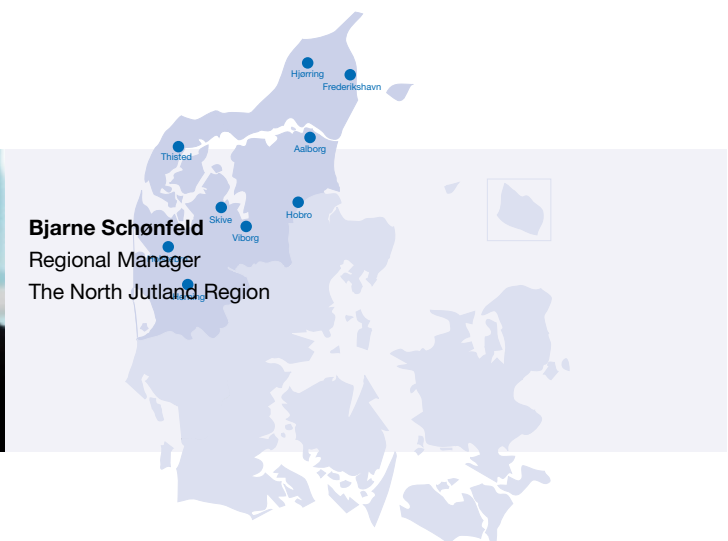 Hjørring
Frederikshavn
Aalborg
Thisted
Hobro
Skive
Viborg
Bjarne Schønfeld
Regional Manager
The North Jutland Region